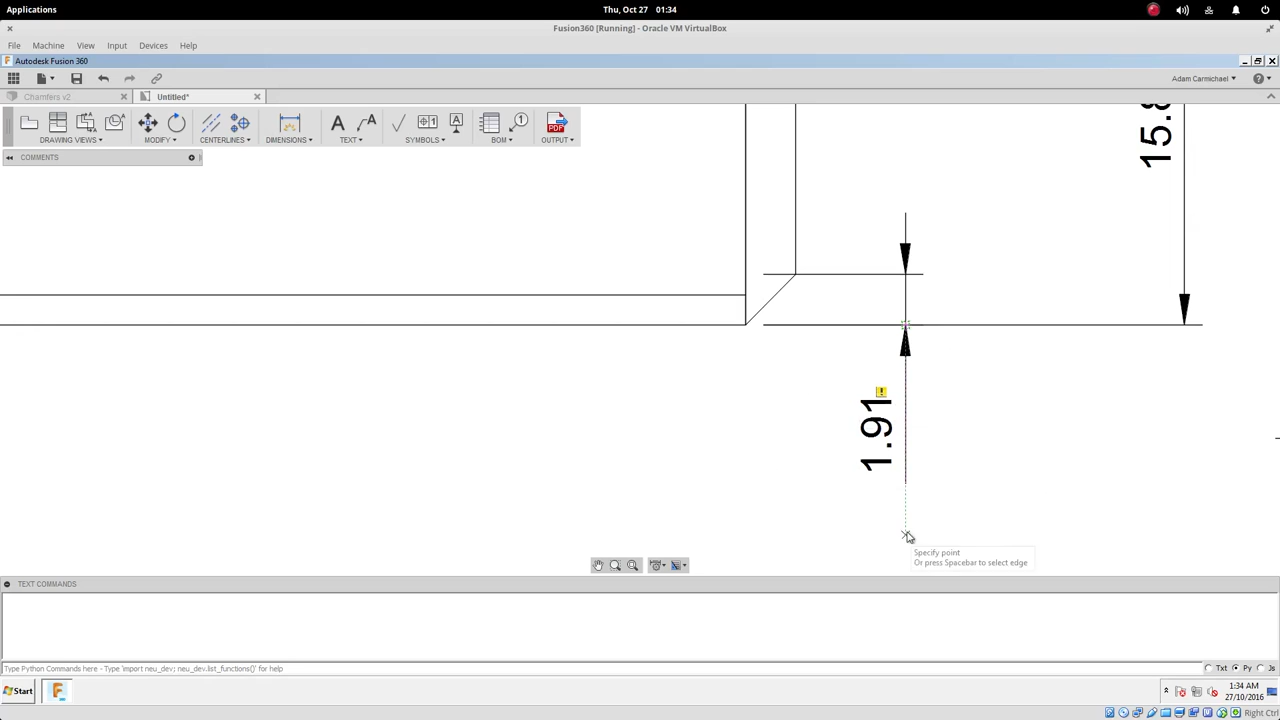 Applications
Thu, Oct 27 01:34
Fusion360 [Running] - Oracle VM VirtualBox
File Machine View Input Devices Help
Autodesk Fusion 360
Adam Carmichael
Chamfers v2
Untitled*
DRAWING VIEWS
MODIFY
CENTERLINES
DIMENSIONS
TEXT
SYMBOLS
BOM
OUTPUT
COMMENTS
1.91
Specify point
Or press Spacebar to select edge
TEXT COMMANDS
Type Python Commands here - Type 'import neu_dev; neu_dev.list_functions()' for help
Txt Py Js
Start
1:34 AM
27/10/2016
Right Ctrl